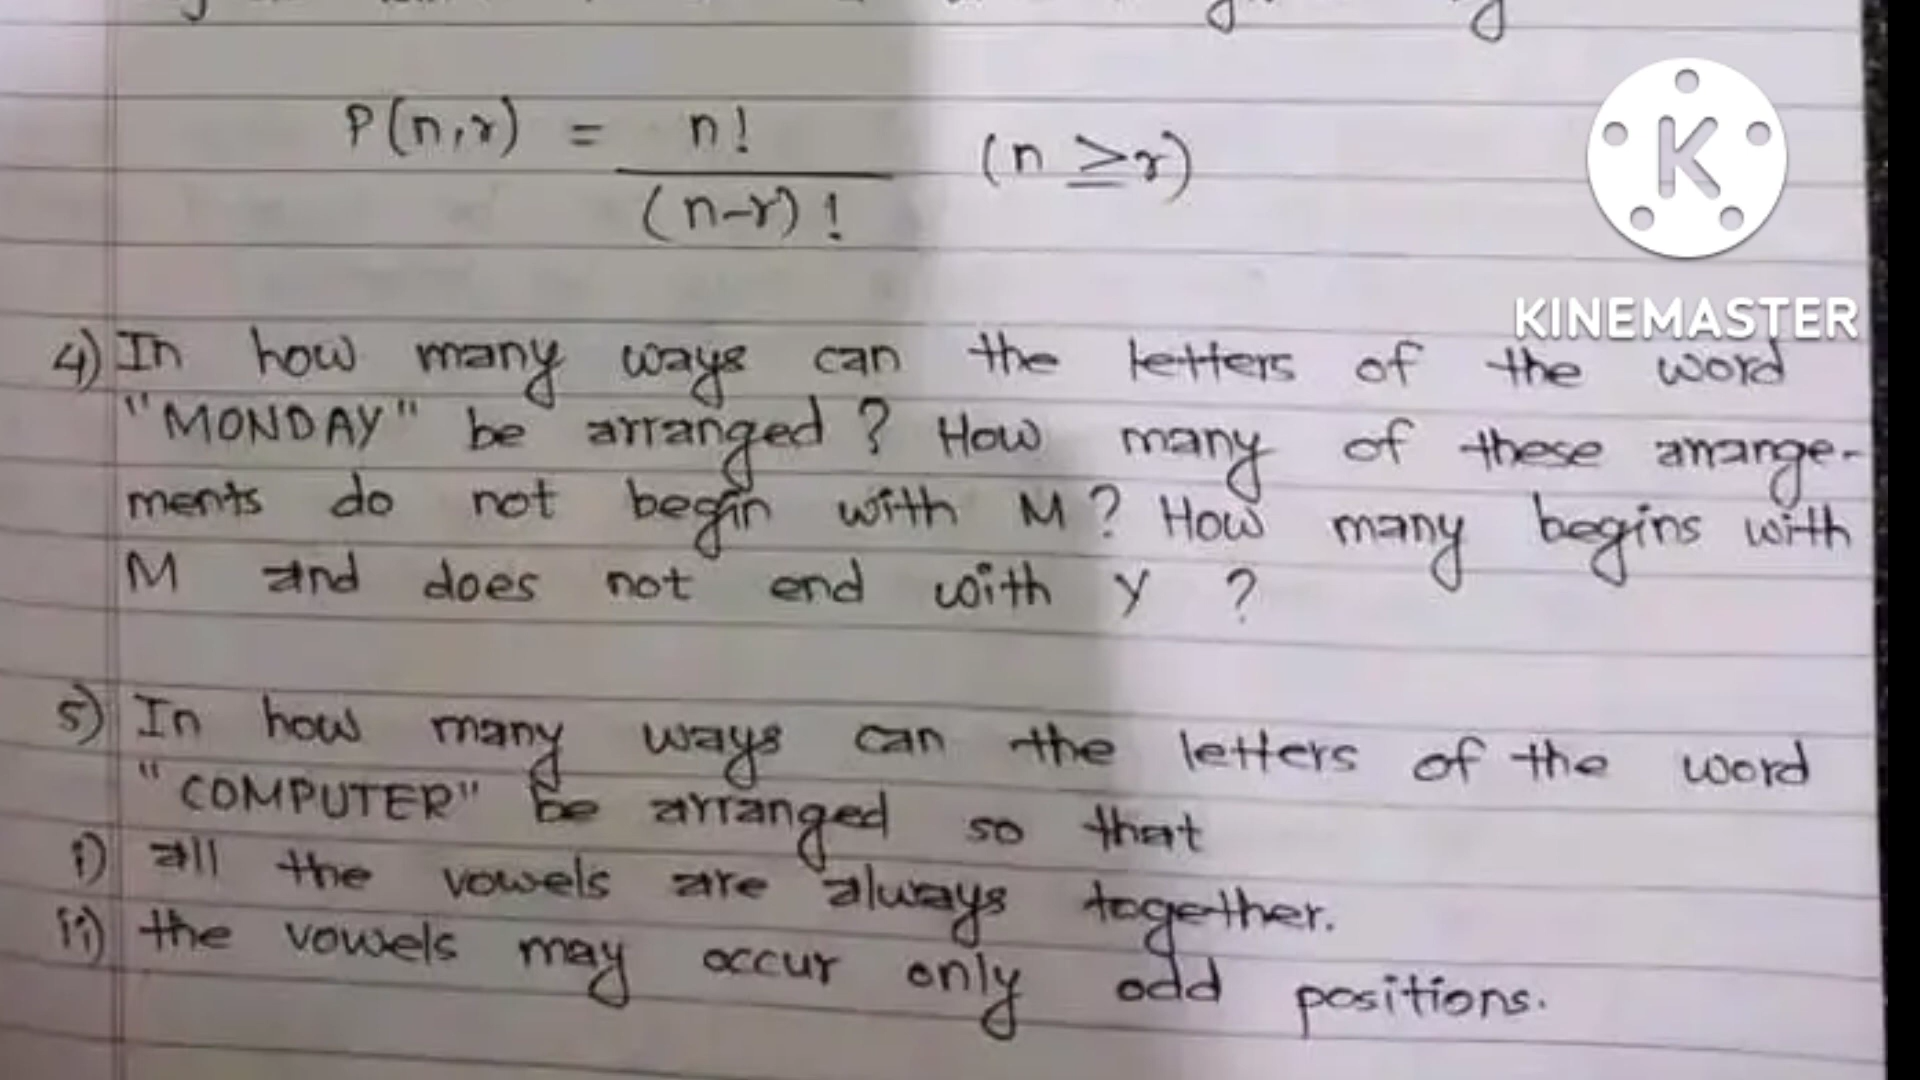 P(n,r) = n! / (n-r)! (n ≥ r)
K
KINEMASTER
4) In how many ways can the letters of the word
"MONDAY" be arranged? How many of these arrange-
ments do not begin with M? How many begins with
M and does not end with Y ?
5) In how many ways can the letters of the word
"COMPUTER" be arranged so that
i) all the vowels are always together.
ii) the vowels may occur only odd positions.